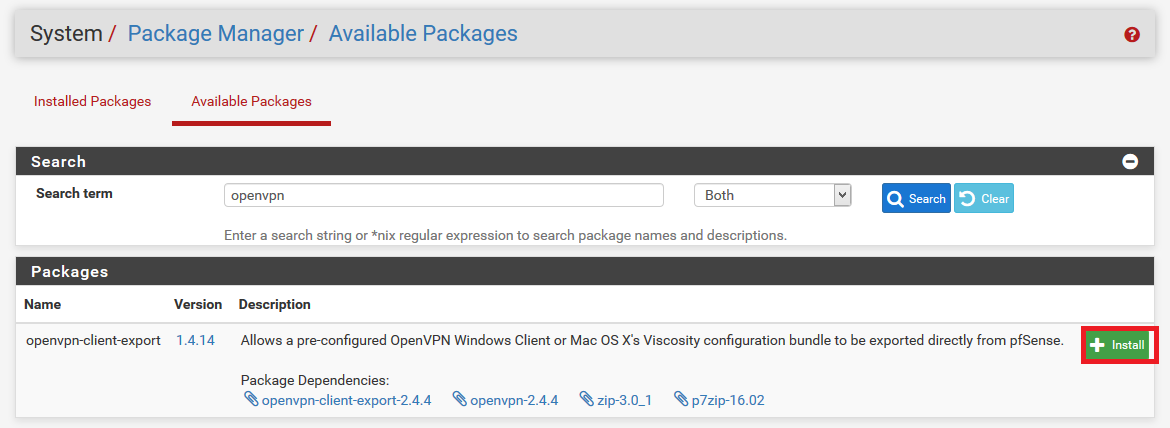 System / Package Manager / Available Packages
Installed Packages Available Packages
Search
Search term openvpn Both Search Clear
Enter a search string or *nix regular expression to search package names and descriptions.
Packages
Name Version Description
openvpn-client-export 1.4.14 Allows a pre-configured OpenVPN Windows Client or Mac OS X's Viscosity configuration bundle to be exported directly from pfSense. Install
Package Dependencies:
openvpn-client-export-2.4.4 openvpn-2.4.4 zip-3.0_1 p7zip-16.02